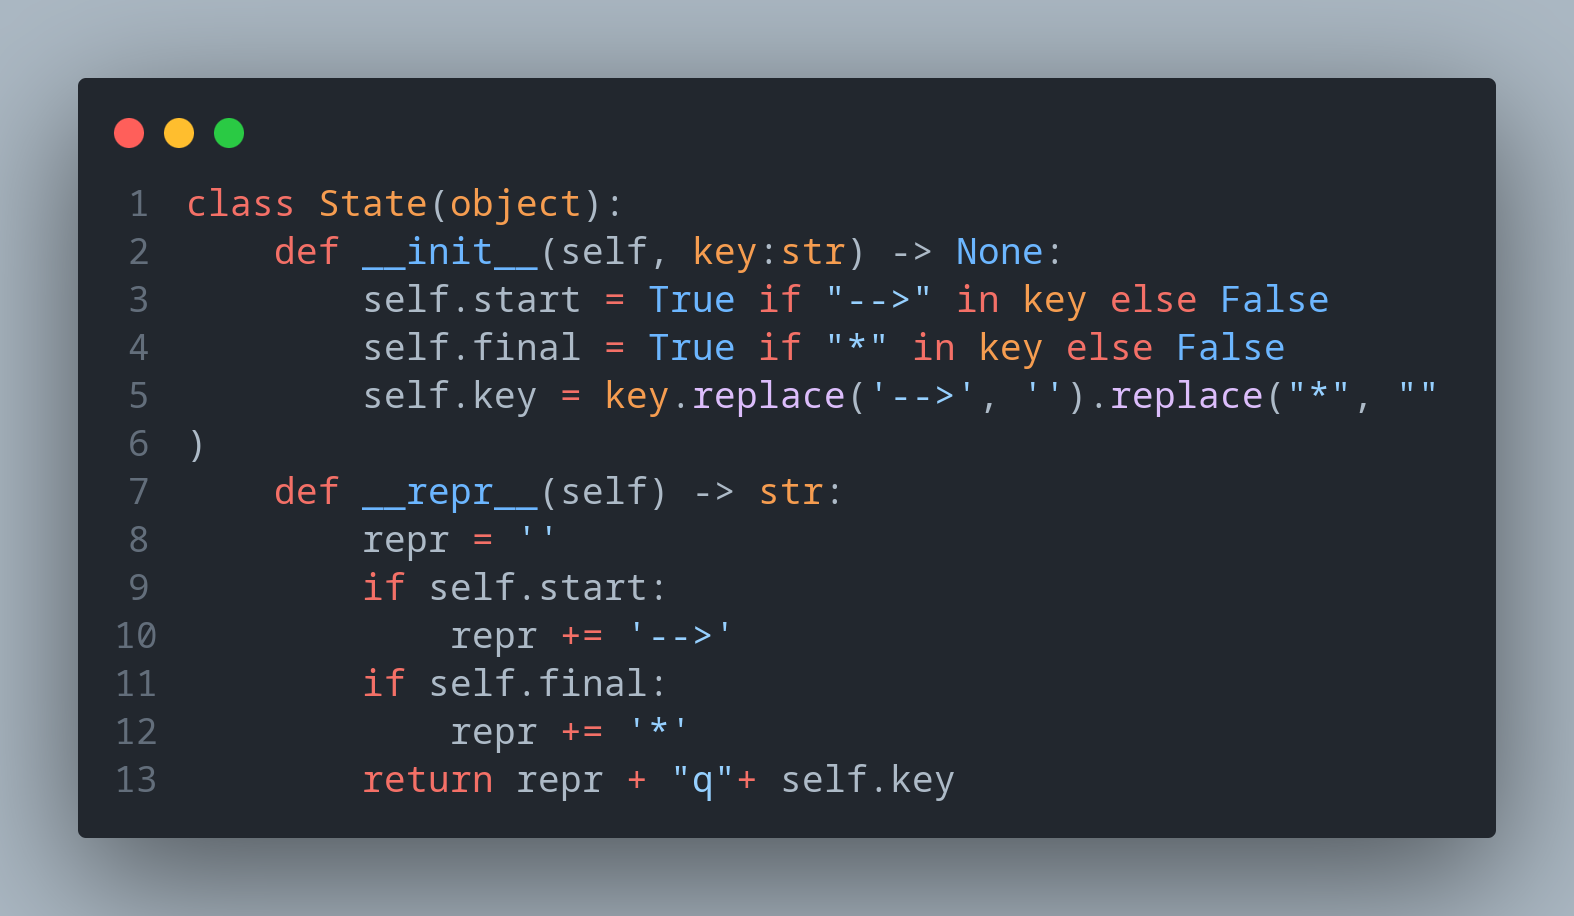 1 class State(object):
2     def __init__(self, key:str) -> None:
3         self.start = True if "-->" in key else False
4         self.final = True if "*" in key else False
5         self.key = key.replace('-->', '').replace("*", ""
6 )
7     def __repr__(self) -> str:
8         repr = ''
9         if self.start:
10             repr += '-->'
11         if self.final:
12             repr += '*'
13         return repr + "q"+ self.key